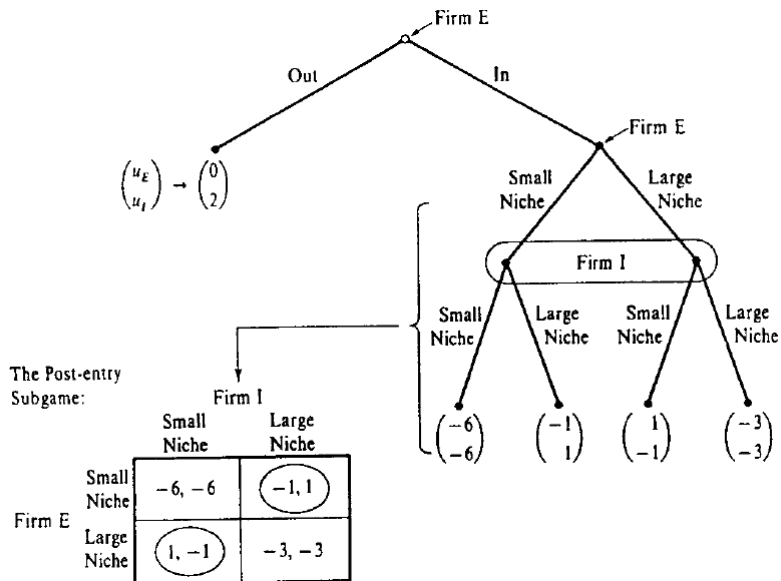 Firm E
Out
In
Firm E
(u_E u_I) → (0 2)
Small Niche
Large Niche
Firm I
Small Niche
Large Niche
Small Niche
Large Niche
(−6 −6)
(−1 1)
(1 −1)
(−3 −3)
The Post-entry
Subgame:
Firm I
Small Niche
Large Niche
Firm E
Small Niche
−6, −6
−1, 1
Large Niche
1, −1
−3, −3